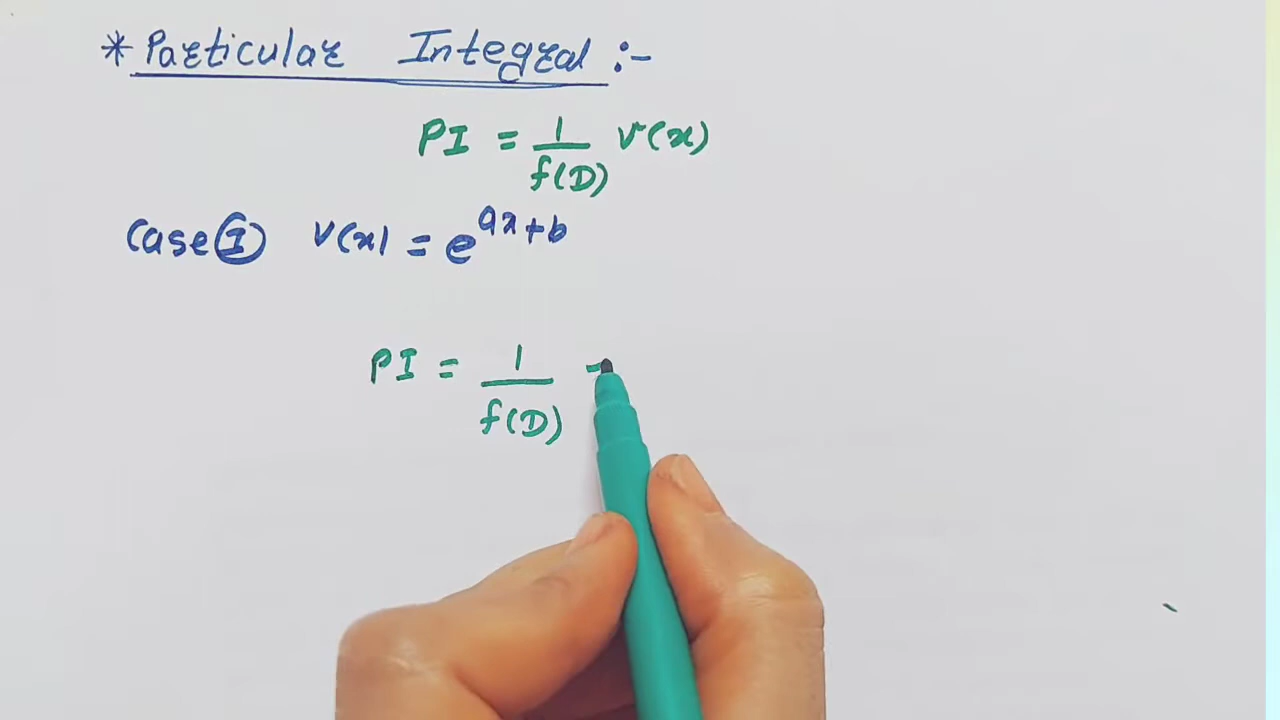 * Particular Integral :-
PI = 1/f(D) V(x)
Case (I) V(x) = e^(ax+b)
PI = 1/f(D)